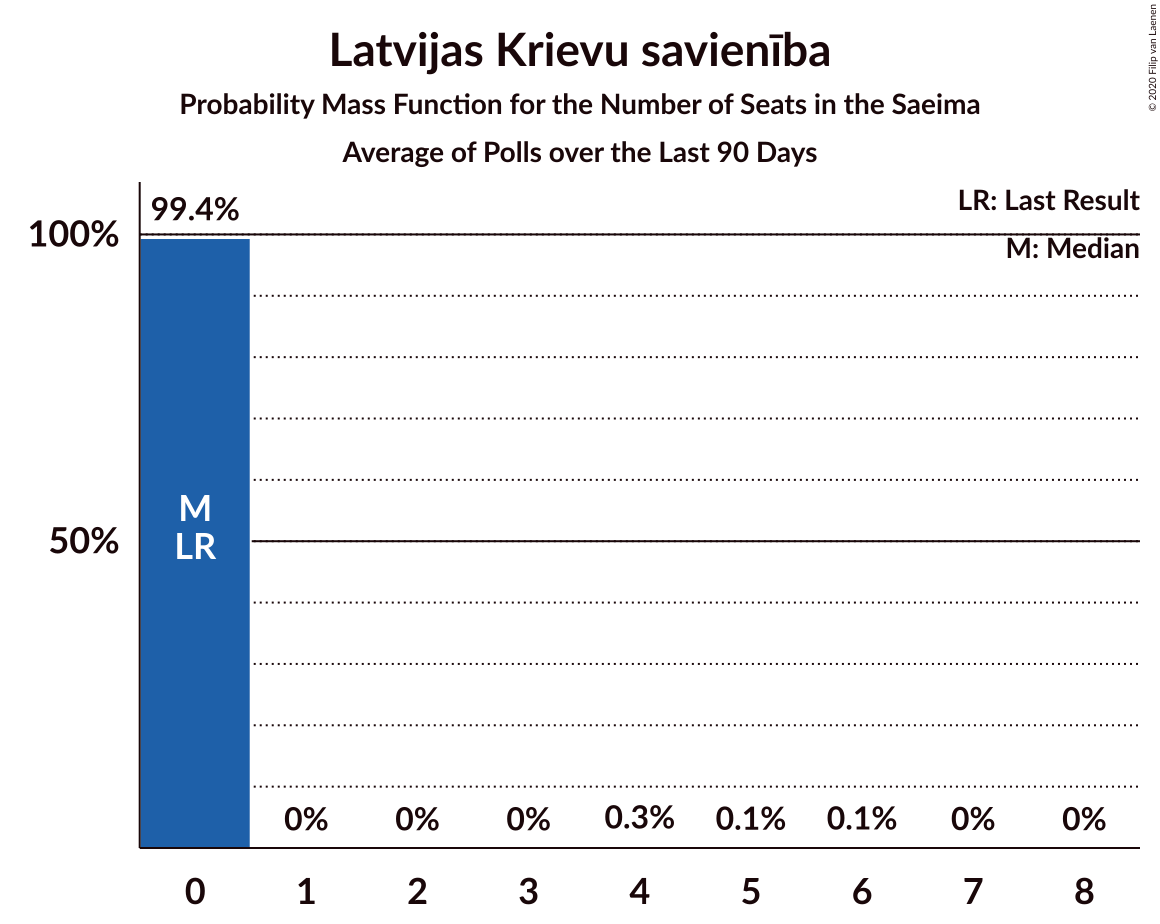 Latvijas Krievu savienība
Probability Mass Function for the Number of Seats in the Saeima
Average of Polls over the Last 90 Days
© 2020 Filip van Laenen
LR: Last Result
M: Median
99.4%
100%
50%
M
LR
0% 0% 0% 0.3% 0.1% 0.1% 0% 0%
0 1 2 3 4 5 6 7 8